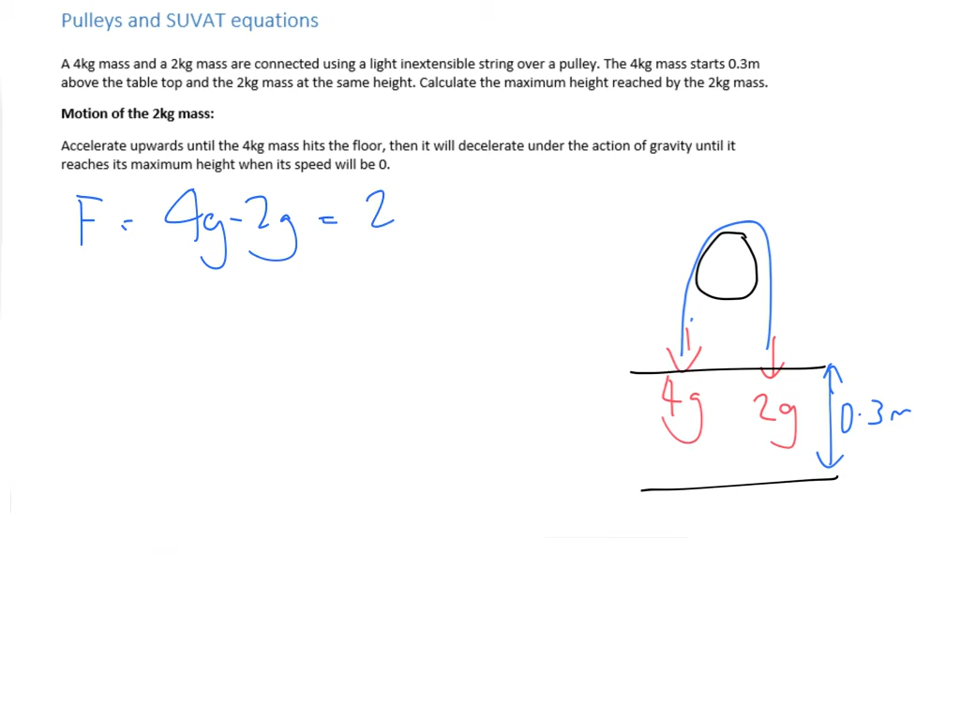 Pulleys and SUVAT equations
A 4kg mass and a 2kg mass are connected using a light inextensible string over a pulley. The 4kg mass starts 0.3m
above the table top and the 2kg mass at the same height. Calculate the maximum height reached by the 2kg mass.
Motion of the 2kg mass:
Accelerate upwards until the 4kg mass hits the floor, then it will decelerate under the action of gravity until it
reaches its maximum height when its speed will be 0.
F = 4g-2g = 2
4g 2g 0.3m